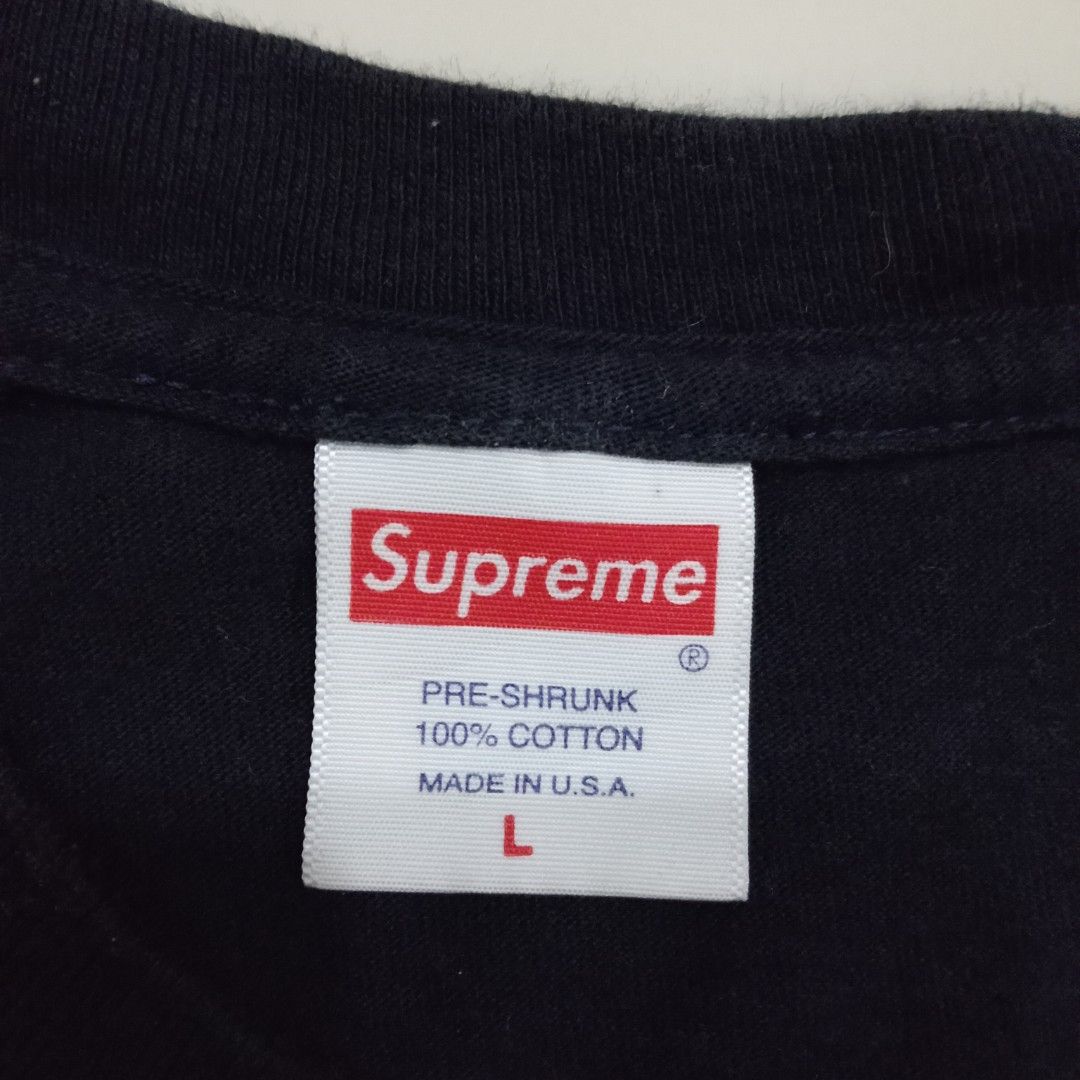 Supreme
®
PRE-SHRUNK
100% COTTON
MADE IN U.S.A.
L